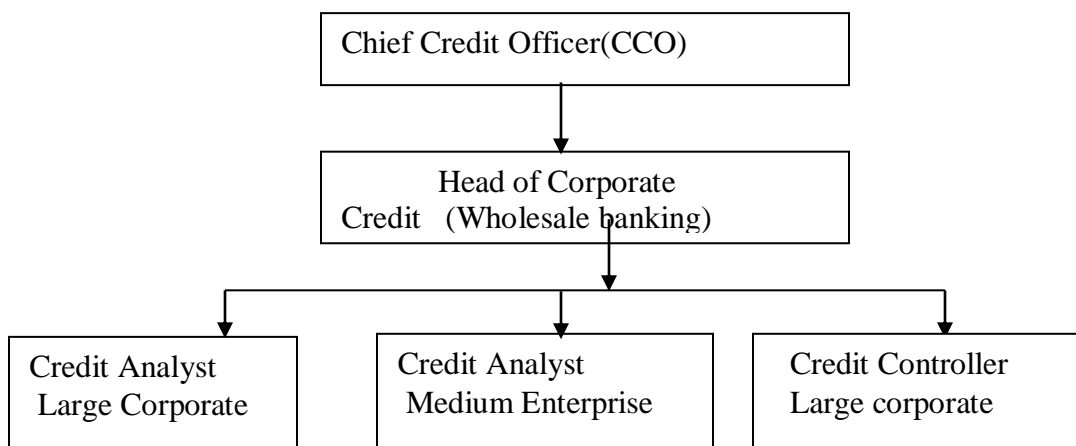 Chief Credit Officer(CCO)
Head of Corporate
Credit (Wholesale banking)
Credit Analyst
Large Corporate
Credit Analyst
Medium Enterprise
Credit Controller
Large corporate